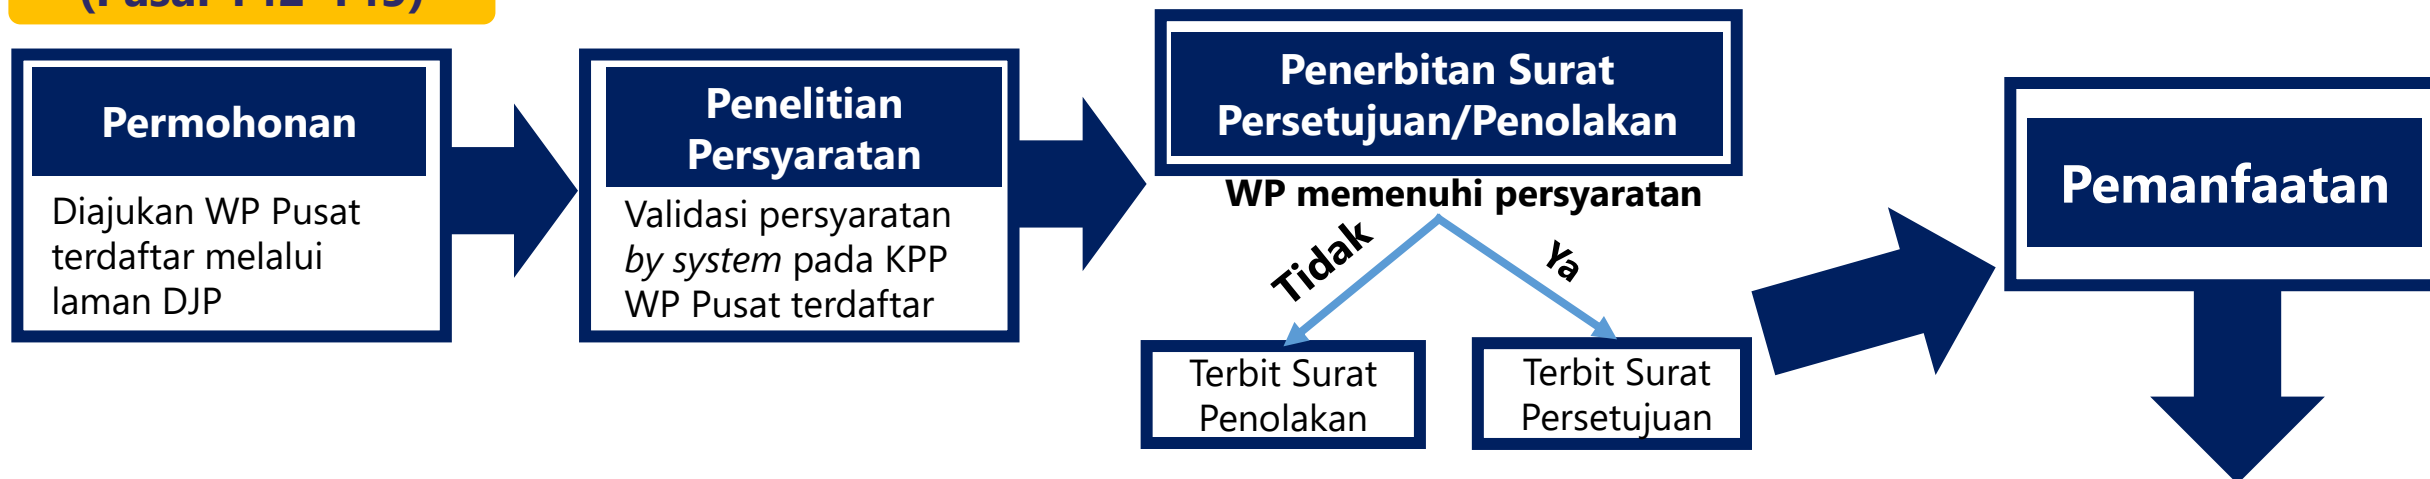 Permohonan
Diajukan WP Pusat
terdaftar melalui
laman DJP
Penelitian
Persyaratan
Validasi persyaratan
by system pada KPP
WP Pusat terdaftar
Penerbitan Surat
Persetujuan/Penolakan
WP memenuhi persyaratan
Tidak
Ya
Terbit Surat
Penolakan
Terbit Surat
Persetujuan
Pemanfaatan